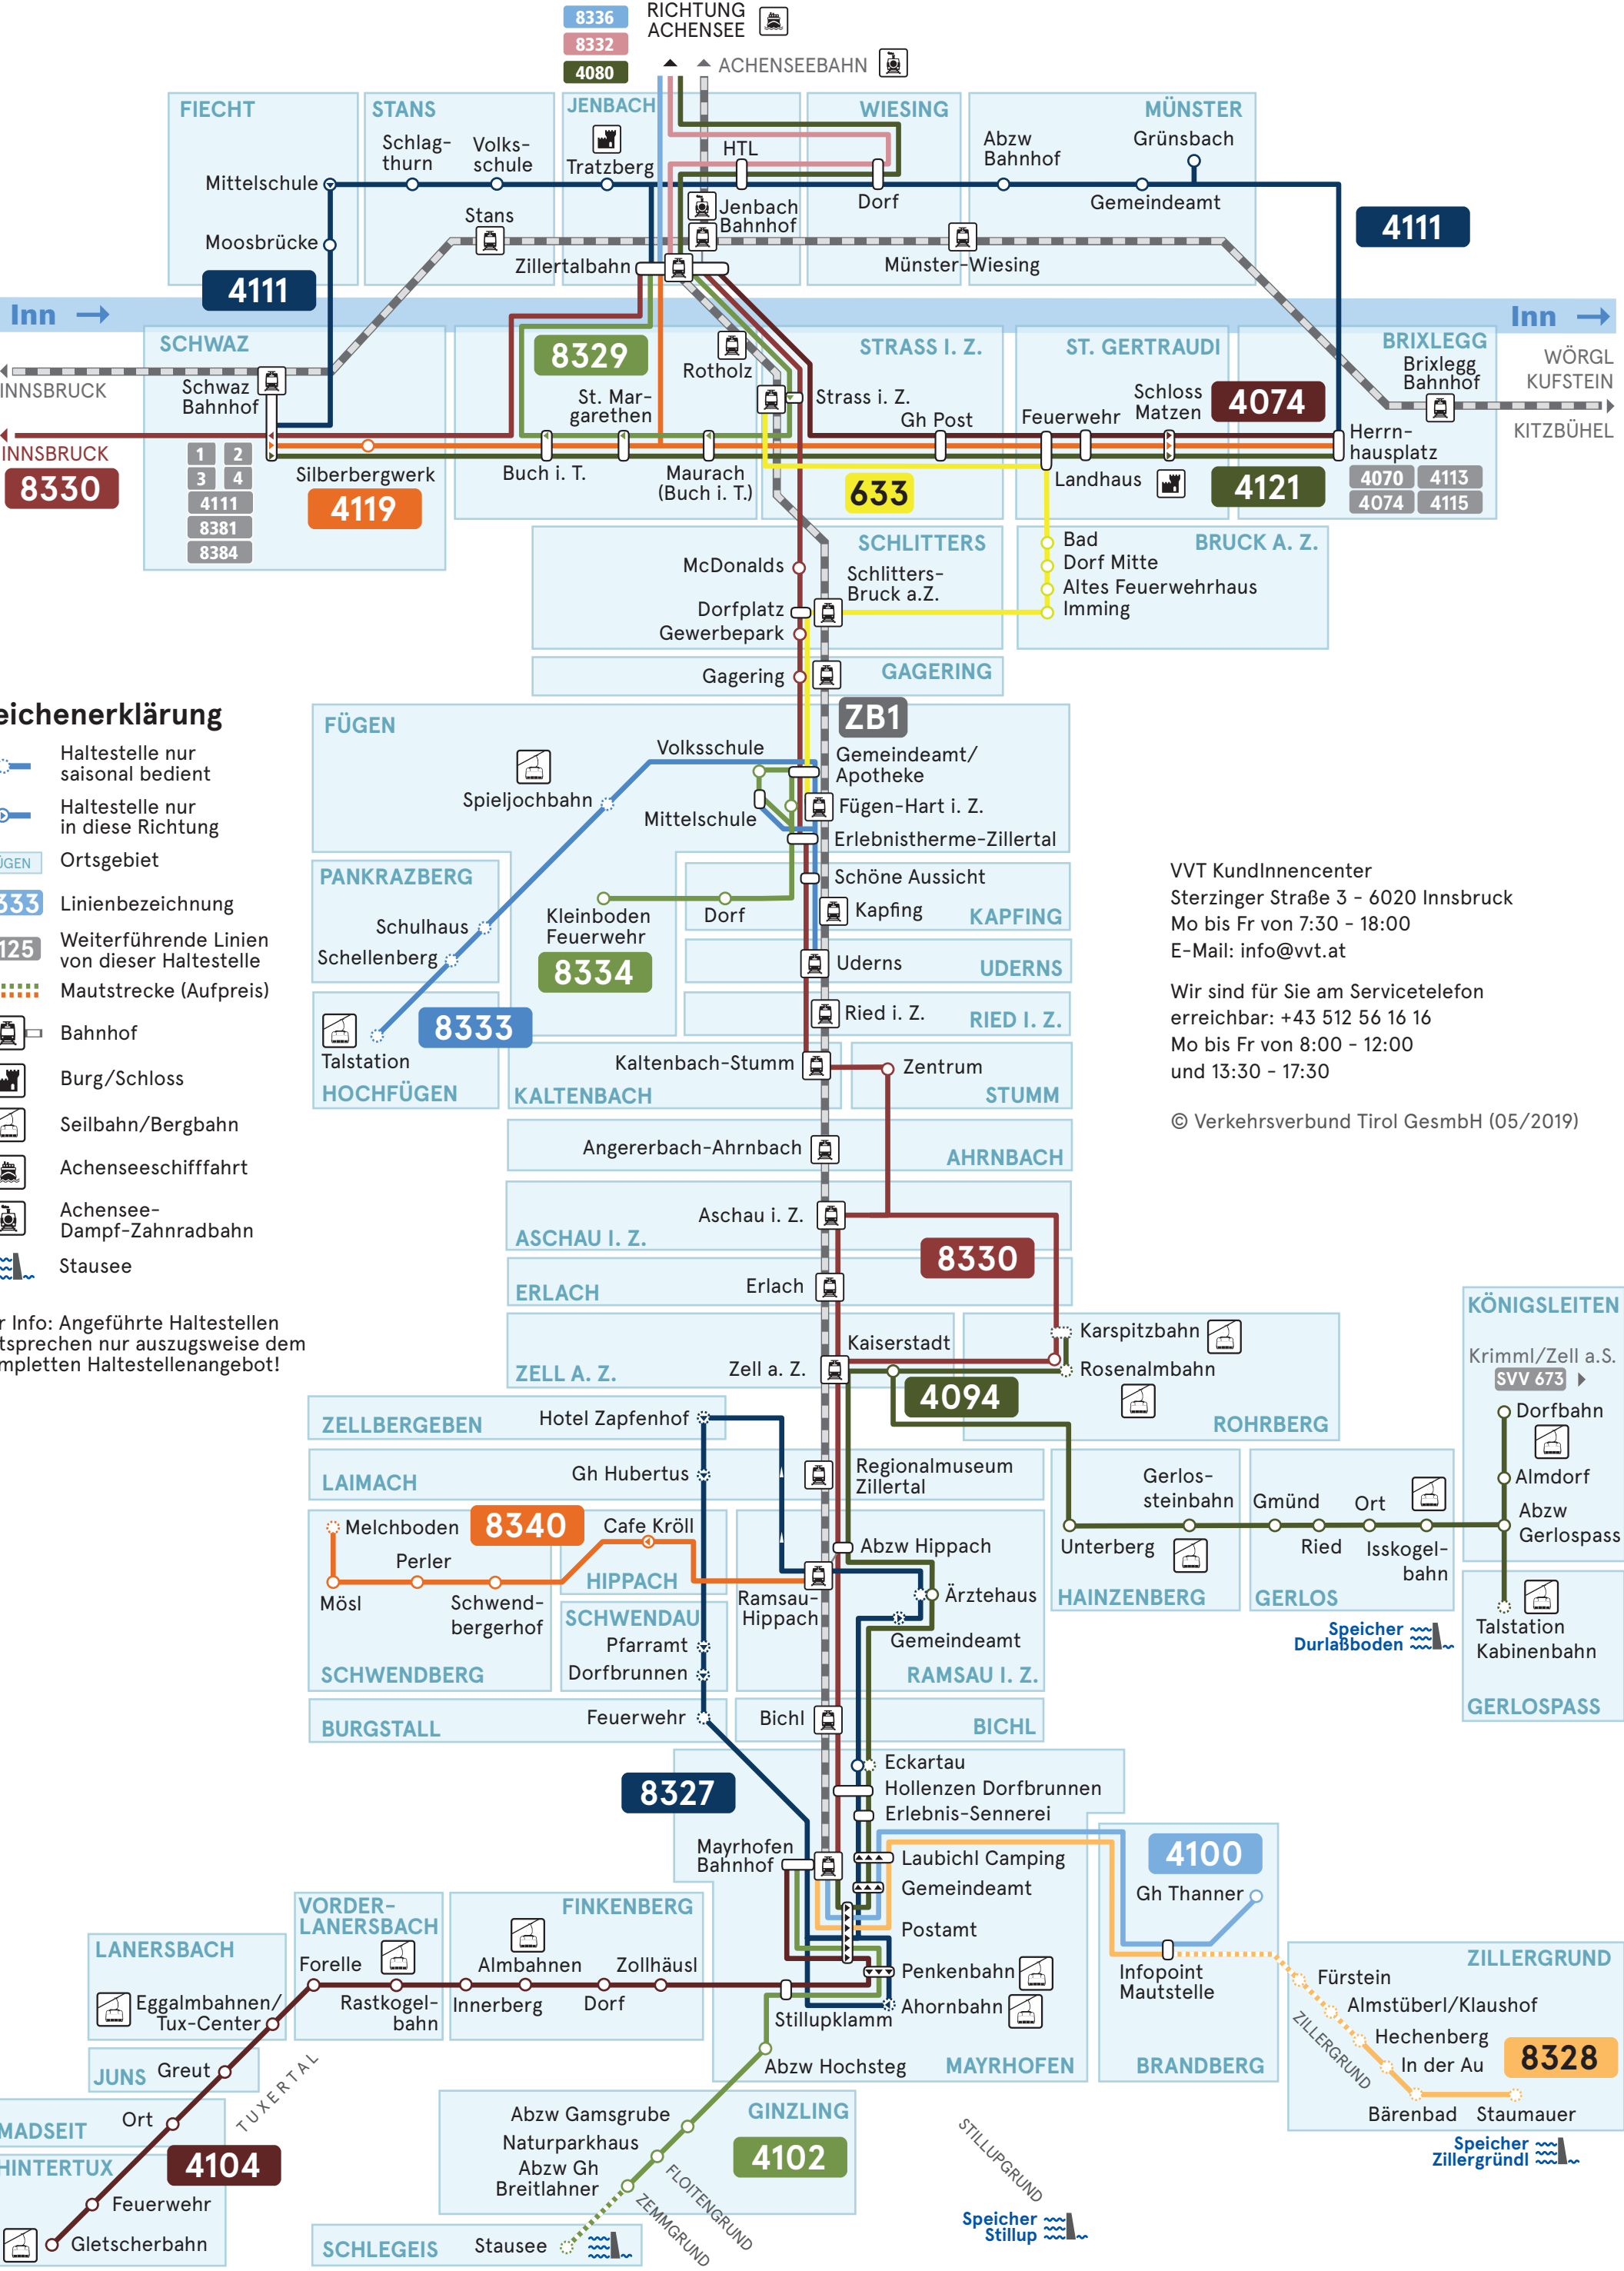 8336
8332
4080
RICHTUNG
ACHENSEE
ACHENSEEBAHN
FIECHT
STANS
JENBACH
WIESING
MÜNSTER
Schlag-
thurn
Volks-
schule
Tratzberg
HTL
Abzw
Bahnhof
Grünsbach
Mittelschule
Dorf
Gemeindeamt
Stans
Jenbach
Bahnhof
Moosbrücke
4111
4111
Zillertalbahn
Münster-Wiesing
Inn
Inn
SCHWAZ
8329
Rotholz
STRASS I. Z.
ST. GERTRAUDI
BRIXLEGG
Brixlegg
Bahnhof
WÖRGL
KUFSTEIN
KITZBÜHEL
INNSBRUCK
Schwaz
Bahnhof
St. Mar-
garethen
Strass i. Z.
Gh Post
Feuerwehr
Schloss
Matzen
4074
Herrn-
hausplatz
INNSBRUCK
8330
1 2
3 4
4111
8381
8384
Silberbergwerk
4119
Buch i. T.
Maurach
(Buch i. T.)
633
Landhaus
4121
4070 4113
4074 4115
SCHLITTERS
McDonalds
Schlitters-
Bruck a.Z.
Dorfplatz
Gewerbepark
Bad
Dorf Mitte
Altes Feuerwehrhaus
Imming
BRUCK A. Z.
Gagering
GAGERING
eichenerklärung
Haltestelle nur
saisonal bedient
Haltestelle nur
in diese Richtung
ÜGEN
Ortsgebiet
333
Linienbezeichnung
125
Weiterführende Linien
von dieser Haltestelle
Mautstrecke (Aufpreis)
Bahnhof
Burg/Schloss
Seilbahn/Bergbahn
Achenseeschifffahrt
Achensee-
Dampf-Zahnradbahn
Stausee
r Info: Angeführte Haltestellen
tsprechen nur auszugsweise dem
mpletten Haltestellenangebot!
ZB1
FÜGEN
Volksschule
Gemeindeamt/
Apotheke
Spieljochbahn
Mittelschule
Fügen-Hart i. Z.
Erlebnistherme-Zillertal
PANKRAZBERG
Schulhaus
Schellenberg
Kleinboden
Feuerwehr
Dorf
8334
Schöne Aussicht
Kapfing
KAPFING
Uderns
UDERNS
Talstation
HOCHFÜGEN
8333
Ried i. Z.
RIED I. Z.
Kaltenbach-Stumm
KALTENBACH
Zentrum
STUMM
VVT KundInnencenter
Sterzinger Straße 3 - 6020 Innsbruck
Mo bis Fr von 7:30 - 18:00
E-Mail: info@vvt.at
Wir sind für Sie am Servicetelefon
erreichbar: +43 512 56 16 16
Mo bis Fr von 8:00 - 12:00
und 13:30 - 17:30
© Verkehrsverbund Tirol GesmbH (05/2019)
Angererbach-Ahrnbach
AHRNBACH
Aschau i. Z.
ASCHAU I. Z.
8330
Erlach
ERLACH
Kaiserstadt
Zell a. Z.
ZELL A. Z.
Karspitzbahn
Rosenalmbahn
4094
ROHRBERG
KÖNIGSLEITEN
Krimml/Zell a.S.
SVV 673
Dorfbahn
Almdorf
Abzw
Gerlospass
ZELLBERGEBEN
Hotel Zapfenhof
LAIMACH
Gh Hubertus
Regionalmuseum
Zillertal
Melchboden
8340
Cafe Kröll
Perler
HIPPACH
Mösl
Schwend-
bergerhof
SCHWENDBERG
SCHWENDAU
Pfarramt
Dorfbrunnen
Ramsau-
Hippach
Abzw Hippach
Ärztehaus
Gemeindeamt
RAMSAU I. Z.
Unterberg
Gerlos-
steinbahn
HAINZENBERG
Gmünd
Ort
Ried
Isskogel-
bahn
GERLOS
Speicher
Durlaßboden
Talstation
Kabinenbahn
GERLOSPASS
BURGSTALL
Feuerwehr
Bichl
BICHL
8327
Eckartau
Hollenzen Dorfbrunnen
Erlebnis-Sennerei
Mayrhofen
Bahnhof
Laubichl Camping
Gemeindeamt
Postamt
Penkenbahn
Ahornbahn
Stillupklamm
Abzw Hochsteg
MAYRHOFEN
4100
Gh Thanner
Infopoint
Mautstelle
BRANDBERG
ZILLERGRUND
Fürstein
Almstüberl/Klaushof
Hechenberg
In der Au
8328
ZILLERGRUND
Bärenbad
Staumauer
Speicher
Zillergründl
VORDER-
LANERSBACH
Forelle
Rastkogel-
bahn
FINKENBERG
Almbahnen
Zollhäusl
Innerberg
Dorf
LANERSBACH
Eggalmbahnen/
Tux-Center
JUNS
Greut
TUXERTAL
MADSEIT
Ort
HINTERTUX
4104
Feuerwehr
Gletscherbahn
Abzw Gamsgrube
Naturparkhaus
Abzw Gh
Breitlahner
GINZLING
4102
FLOITENGRUND
ZEMMGRUND
SCHLEGEIS
Stausee
STILLUPGRUND
Speicher
Stillup